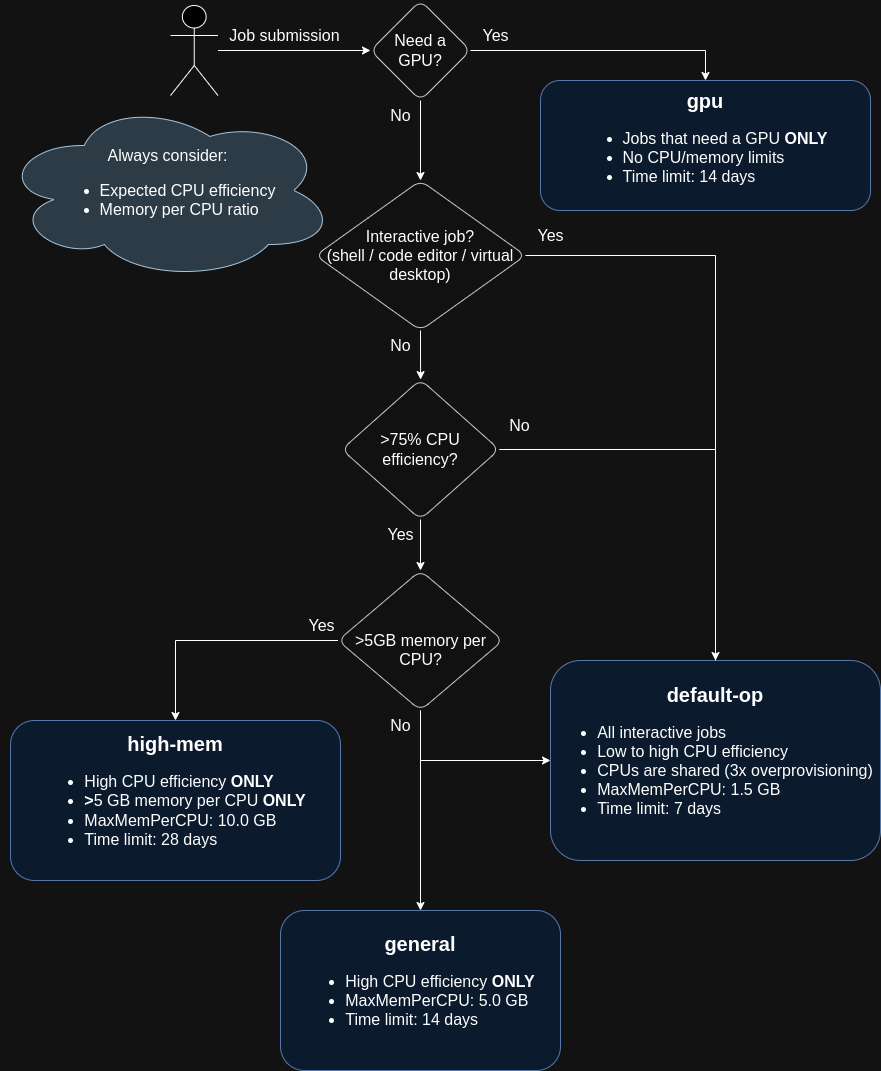 Job submission
Need a
GPU?
Yes
No
gpu
Jobs that need a GPU ONLY
No CPU/memory limits
Time limit: 14 days
Always consider:
Expected CPU efficiency
Memory per CPU ratio
Interactive job?
(shell / code editor / virtual
desktop)
Yes
No
>75% CPU
efficiency?
No
Yes
>5GB memory per
CPU?
Yes
No
high-mem
High CPU efficiency ONLY
>5 GB memory per CPU ONLY
MaxMemPerCPU: 10.0 GB
Time limit: 28 days
default-op
All interactive jobs
Low to high CPU efficiency
CPUs are shared (3x overprovisioning)
MaxMemPerCPU: 1.5 GB
Time limit: 7 days
general
High CPU efficiency ONLY
MaxMemPerCPU: 5.0 GB
Time limit: 14 days